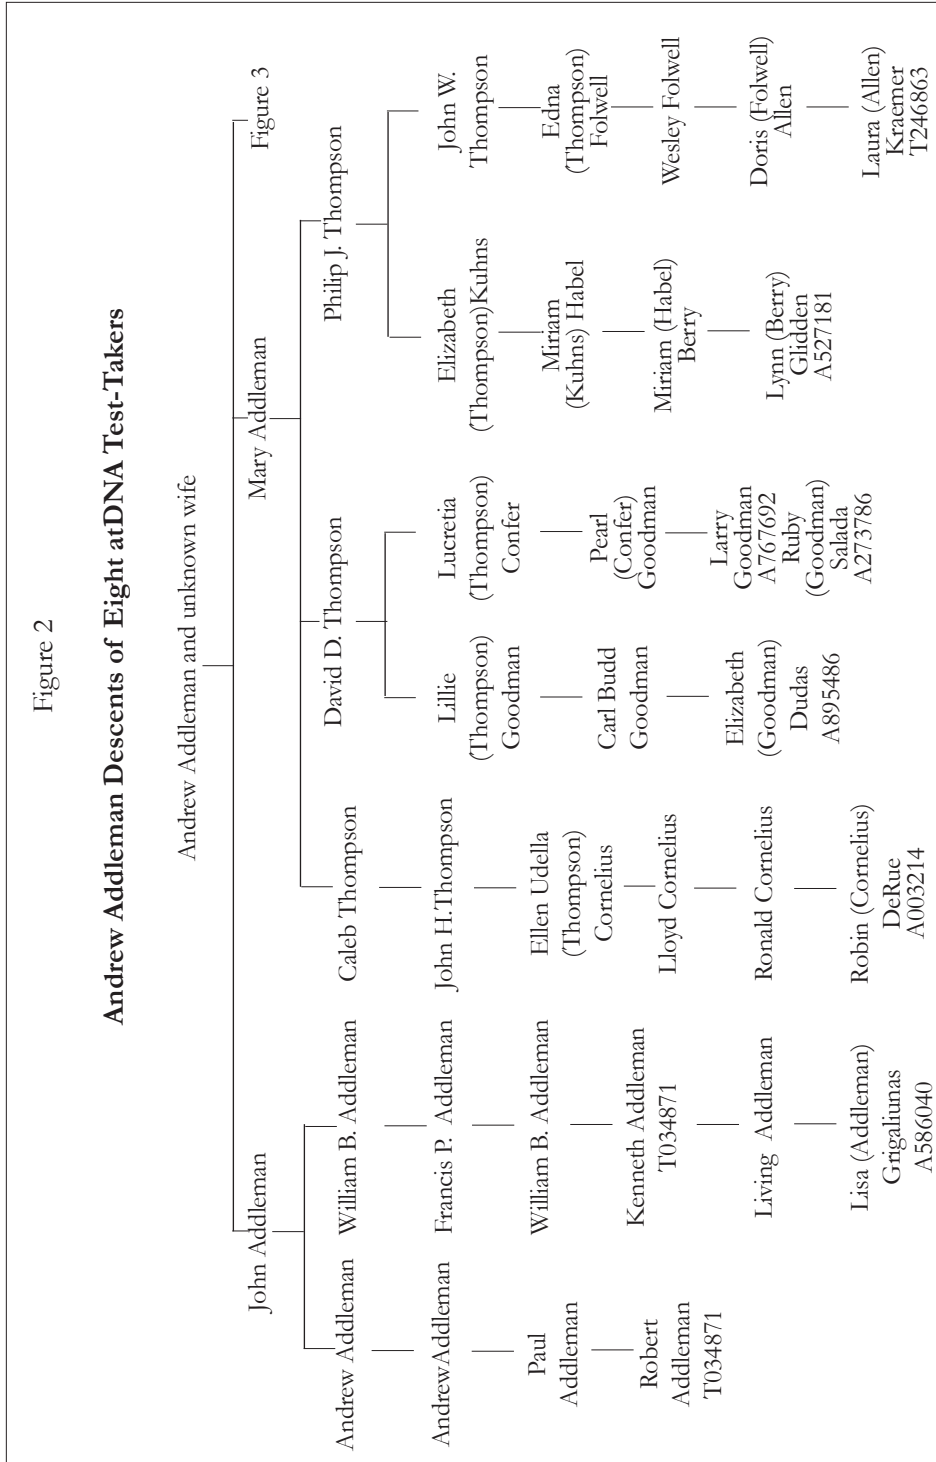 Figure 2
Andrew Addleman Descents of Eight atDNA Test-Takers
Andrew Addleman and unknown wife
John Addleman
Mary Addleman
Figure 3
Andrew Addleman
William B. Addleman
Caleb Thompson
David D. Thompson
Philip J. Thompson
AndrewAddleman
Francis P. Addleman
John H.Thompson
Lillie
(Thompson)
Goodman
Lucretia
(Thompson)
Confer
Elizabeth
(Thompson)Kuhns
John W.
Thompson
Paul
Addleman
William B. Addleman
Ellen Udella
(Thompson)
Cornelius
Carl Budd
Goodman
Pearl
(Confer)
Goodman
Miriam
(Kuhns) Habel
Edna
(Thompson)
Folwell
Robert
Addleman
T034871
Kenneth Addleman
T034871
Lloyd Cornelius
Elizabeth
(Goodman)
Dudas
A895486
Larry
Goodman
A767692
Ruby
(Goodman)
Salada
A273786
Miriam (Habel)
Berry
Wesley Folwell
Living Addleman
Ronald Cornelius
Lynn (Berry)
Glidden
A527181
Doris (Folwell)
Allen
Lisa (Addleman)
Grigaliunas
A586040
Robin (Cornelius)
DeRue
A003214
Laura (Allen)
Kraemer
T246863